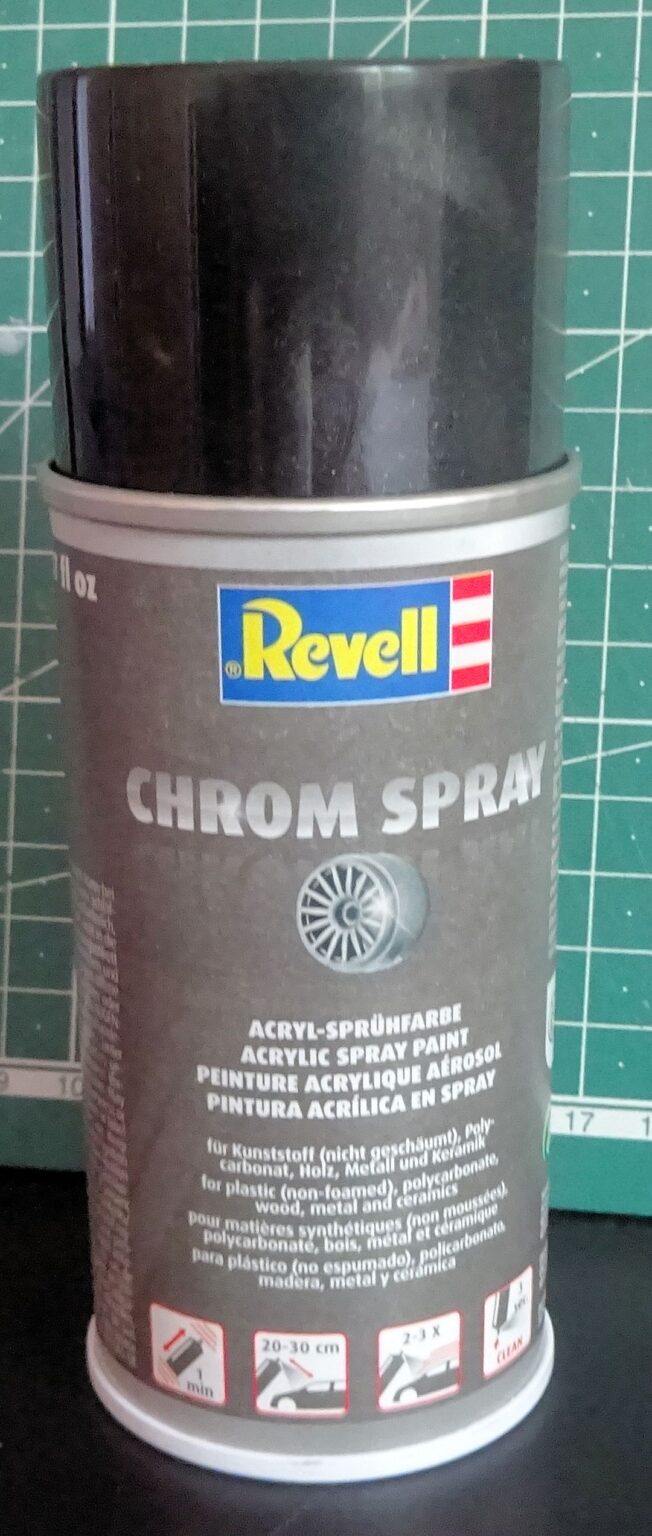 fl oz
®Revell
CHROM SPRAY
ACRYL-SPRÜHFARBE
ACRYLIC SPRAY PAINT
PEINTURE ACRYLIQUE AÉROSOL
PINTURA ACRÍLICA EN SPRAY
für Kunststoff (nicht geschäumt), Poly-
carbonat, Holz, Metall und Keramik
for plastic (non-foamed), polycarbonate,
wood, metal and ceramics
pour matières synthétiques (non moussées),
polycarbonate, bois, métal et céramique
para plástico (no espumado), policarbonato,
madera, metal y cerámica
1
min
20-30 cm
2-3 X
1
sec.
CLEAN
10
17